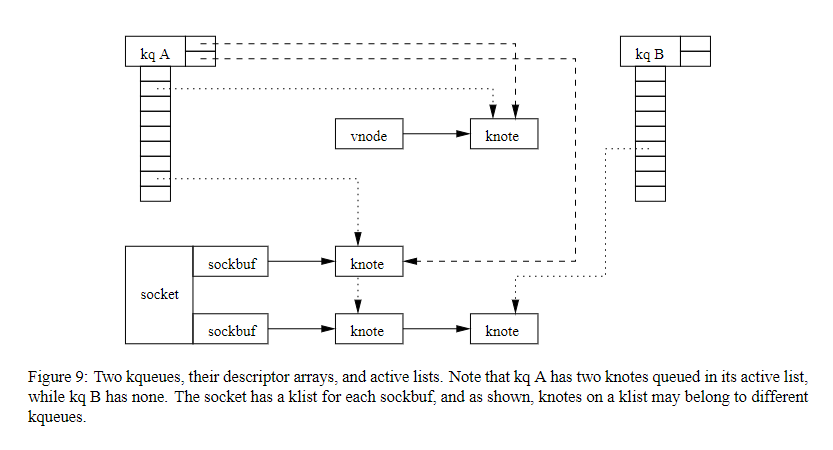 kq A
kq B
vnode
knote
sockbuf
knote
socket
sockbuf
knote
knote
Figure 9: Two kqueues, their descriptor arrays, and active lists. Note that kq A has two knotes queued in its active list,
while kq B has none. The socket has a klist for each sockbuf, and as shown, knotes on a klist may belong to different
kqueues.